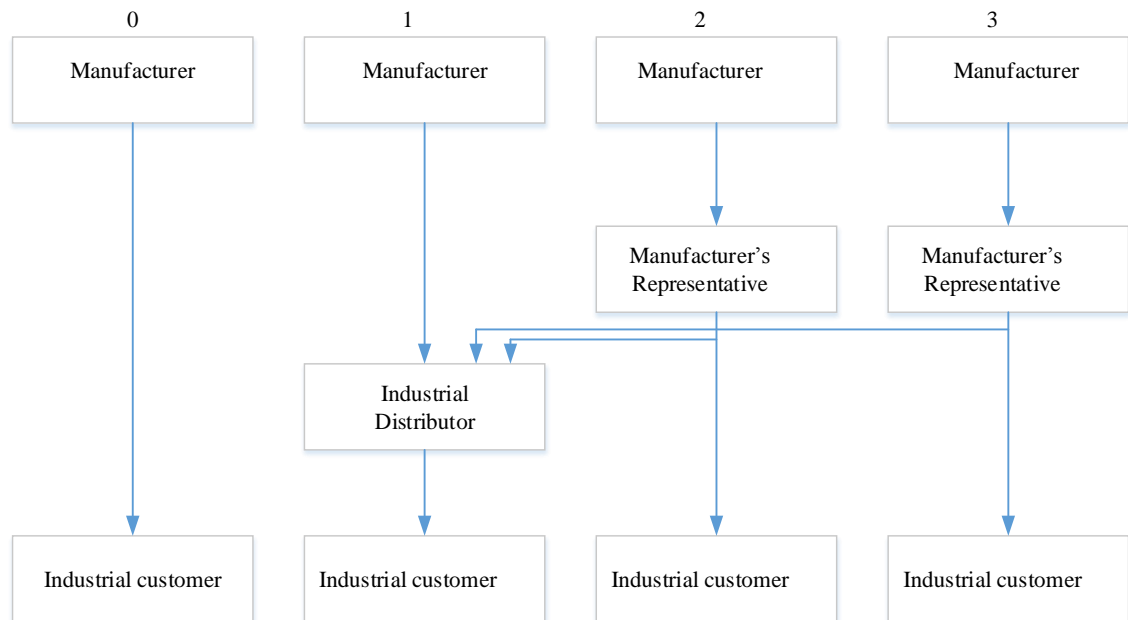 0 1 2 3
Manufacturer Manufacturer Manufacturer Manufacturer
Manufacturer’s
Representative
Manufacturer’s
Representative
Industrial
Distributor
Industrial customer Industrial customer Industrial customer Industrial customer